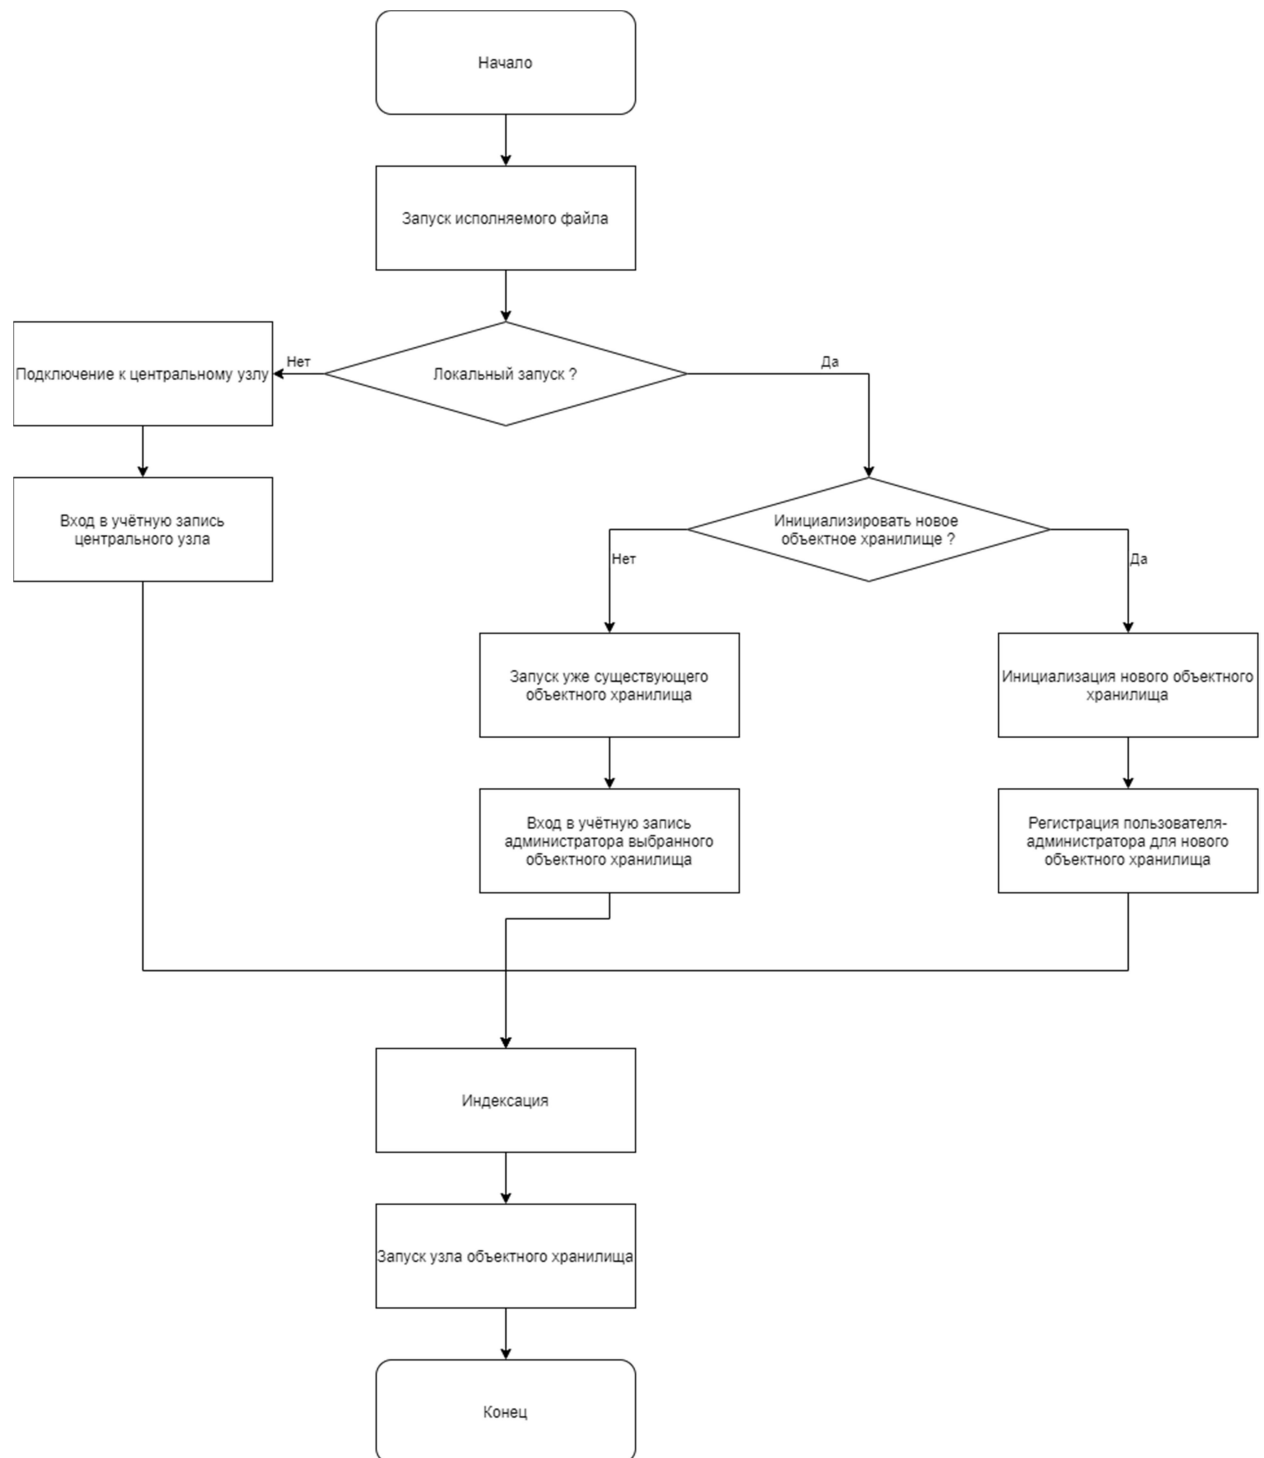 Начало
Запуск исполняемого файла
Подключение к центральному узлу
Нет
Локальный запуск ?
Да
Вход в учётную запись
центрального узла
Инициализировать новое
объектное хранилище ?
Нет
Да
Запуск уже существующего
объектного хранилища
Инициализация нового объектного
хранилища
Вход в учётную запись
администратора выбранного
объектного хранилища
Регистрация пользователя-
администратора для нового
объектного хранилища
Индексация
Запуск узла объектного хранилища
Конец